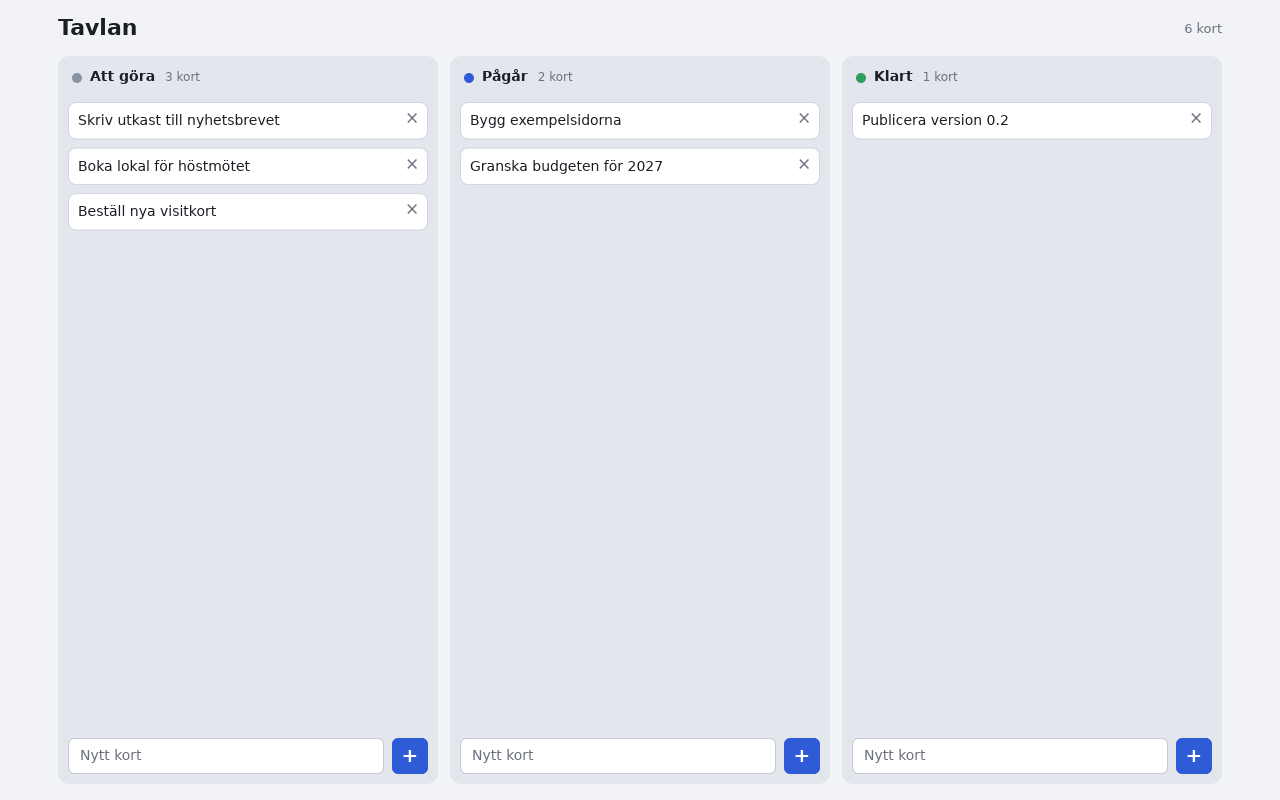 Tavlan
6 kort
Att göra 3 kort
Skriv utkast till nyhetsbrevet ×
Boka lokal för höstmötet ×
Beställ nya visitkort ×
Nytt kort +
Pågår 2 kort
Bygg exempelsidorna ×
Granska budgeten för 2027 ×
Nytt kort +
Klart 1 kort
Publicera version 0.2 ×
Nytt kort +